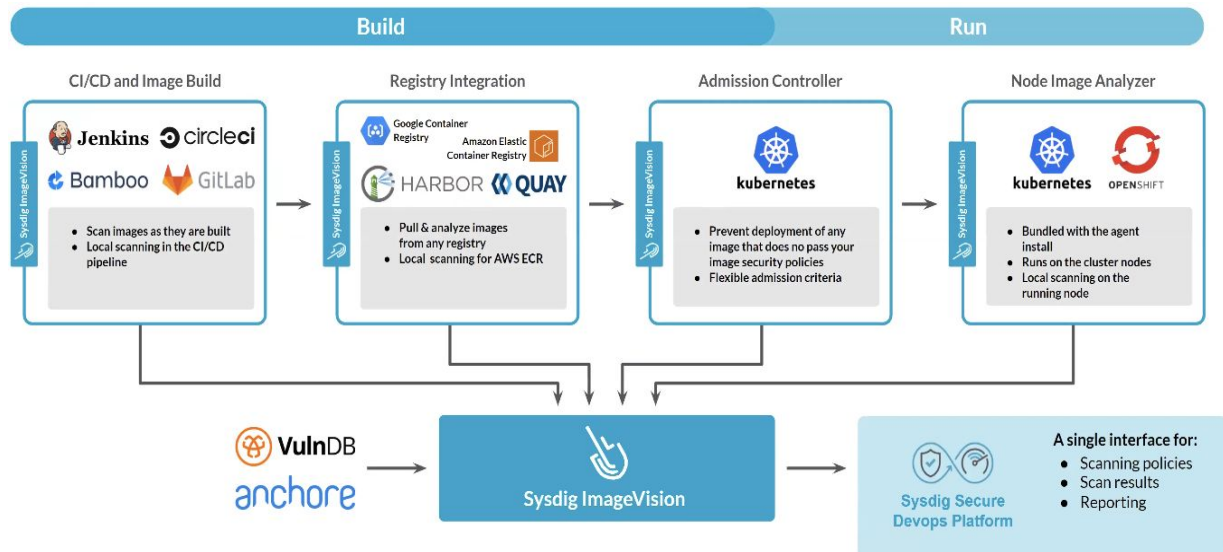 Build
Run
CI/CD and Image Build
Registry Integration
Admission Controller
Node Image Analyzer
Sysdig ImageVision
Jenkins
circleci
Bamboo
GitLab
• Scan images as they are built
• Local scanning in the CI/CD
pipeline
Sysdig ImageVision
Google Container
Registry
Amazon Elastic
Container Registry
HARBOR
QUAY
• Pull & analyze images
from any registry
• Local scanning for AWS ECR
Sysdig ImageVision
kubernetes
• Prevent deployment of any
image that does no pass your
image security policies
• Flexible admission criteria
Sysdig ImageVision
kubernetes
OPENSHIFT
• Bundled with the agent
install
• Runs on the cluster nodes
• Local scanning on the
running node
VulnDB
anchore
Sysdig ImageVision
Sysdig Secure
Devops Platform
A single interface for:
• Scanning policies
• Scan results
• Reporting